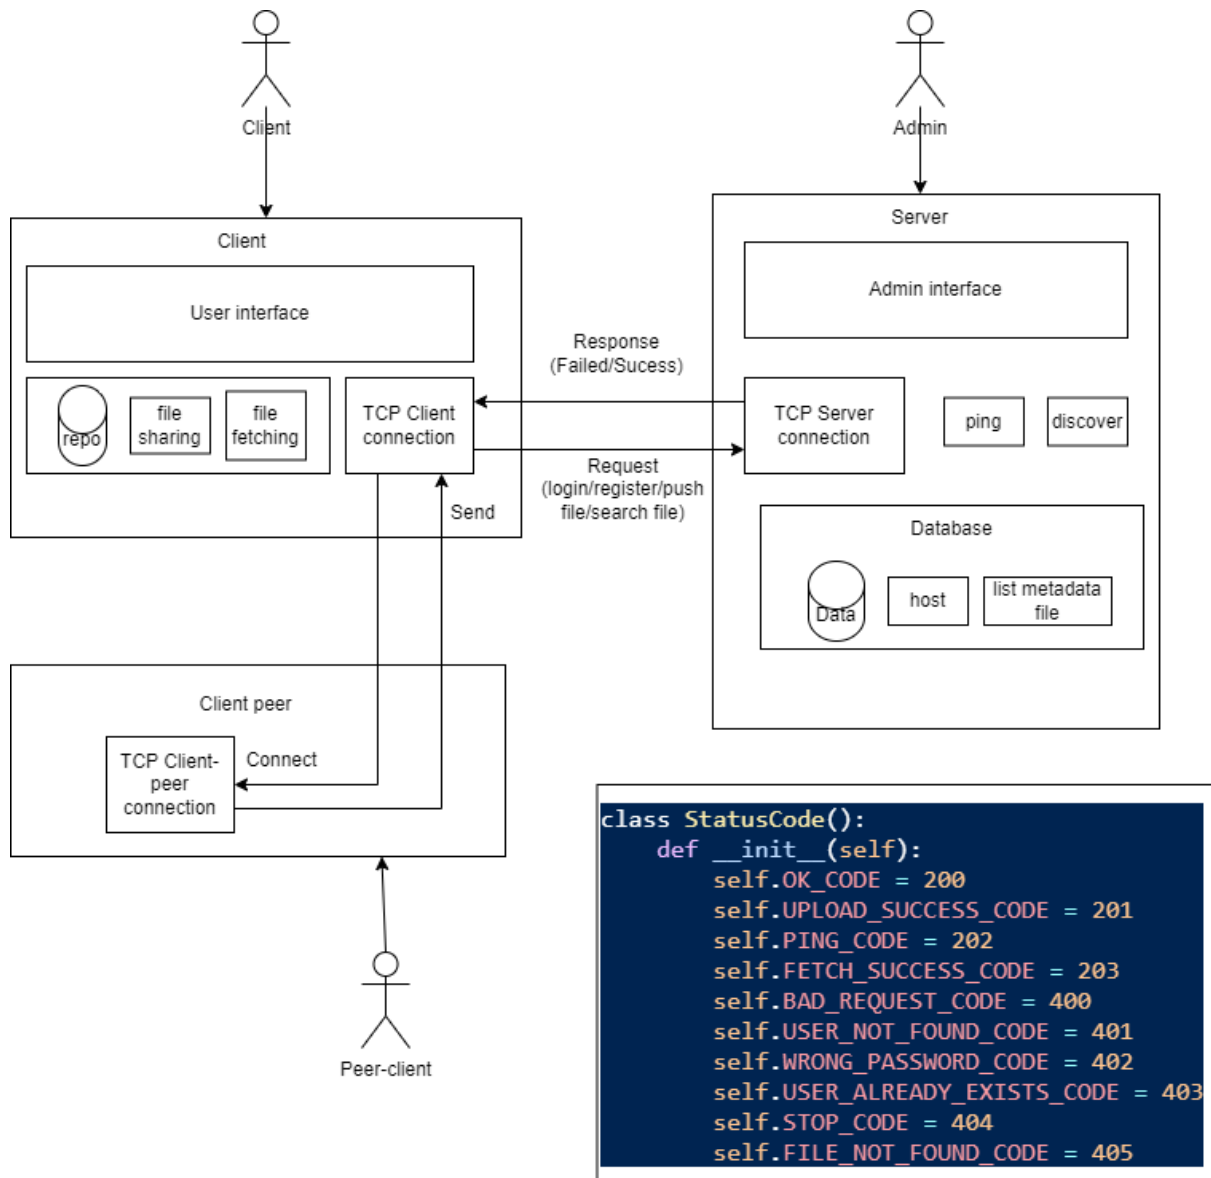 Client
Admin
Client
User interface
repo
file
sharing
file
fetching
TCP Client
connection
Response
(Failed/Sucess)
Request
(login/register/push
file/search file)
Send
Server
Admin interface
TCP Server
connection
ping
discover
Database
Data
host
list metadata
file
Client peer
TCP Client-
peer
connection
Connect
Peer-client
class StatusCode():
    def __init__(self):
        self.OK_CODE = 200
        self.UPLOAD_SUCCESS_CODE = 201
        self.PING_CODE = 202
        self.FETCH_SUCCESS_CODE = 203
        self.BAD_REQUEST_CODE = 400
        self.USER_NOT_FOUND_CODE = 401
        self.WRONG_PASSWORD_CODE = 402
        self.USER_ALREADY_EXISTS_CODE = 403
        self.STOP_CODE = 404
        self.FILE_NOT_FOUND_CODE = 405